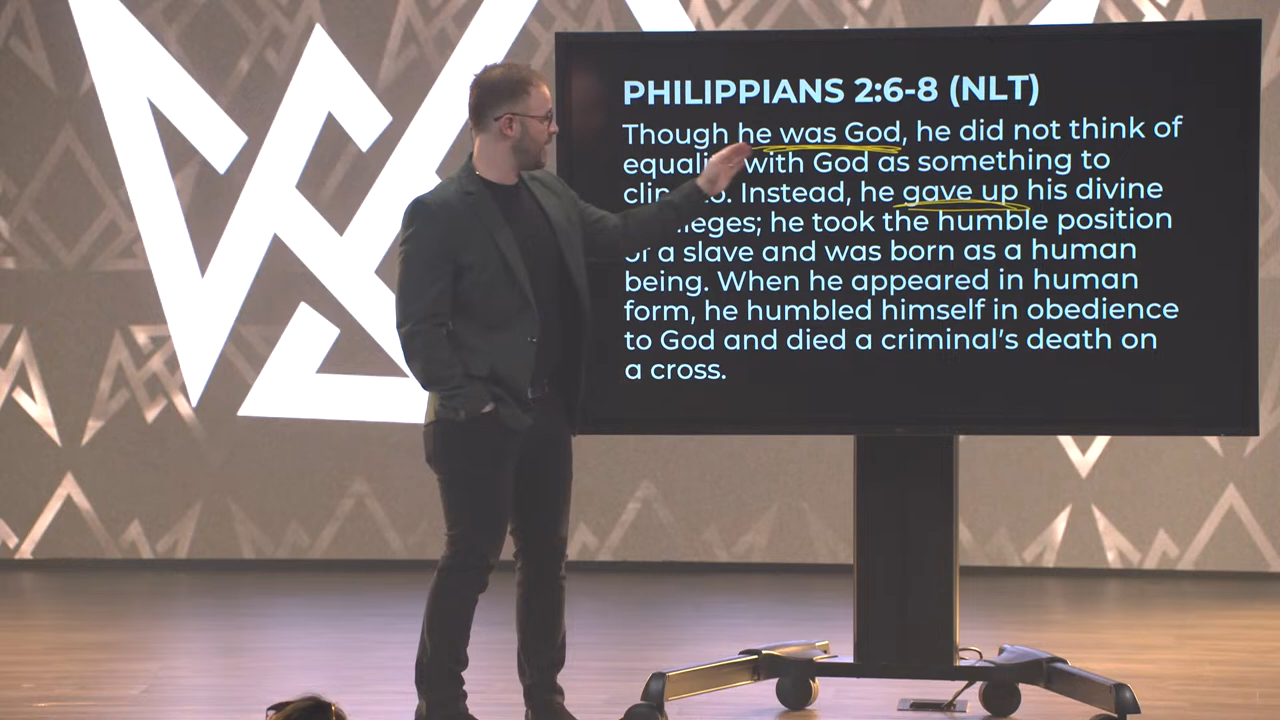 PHILIPPIANS 2:6-8 (NLT)
Though he was God, he did not think of
with God as something to
Instead, he gave up his divine
he took the humble position
a slave and was born as a human
being. When he appeared in human
form, he humbled himself in obedience
to God and died a criminal's death on
a cross.